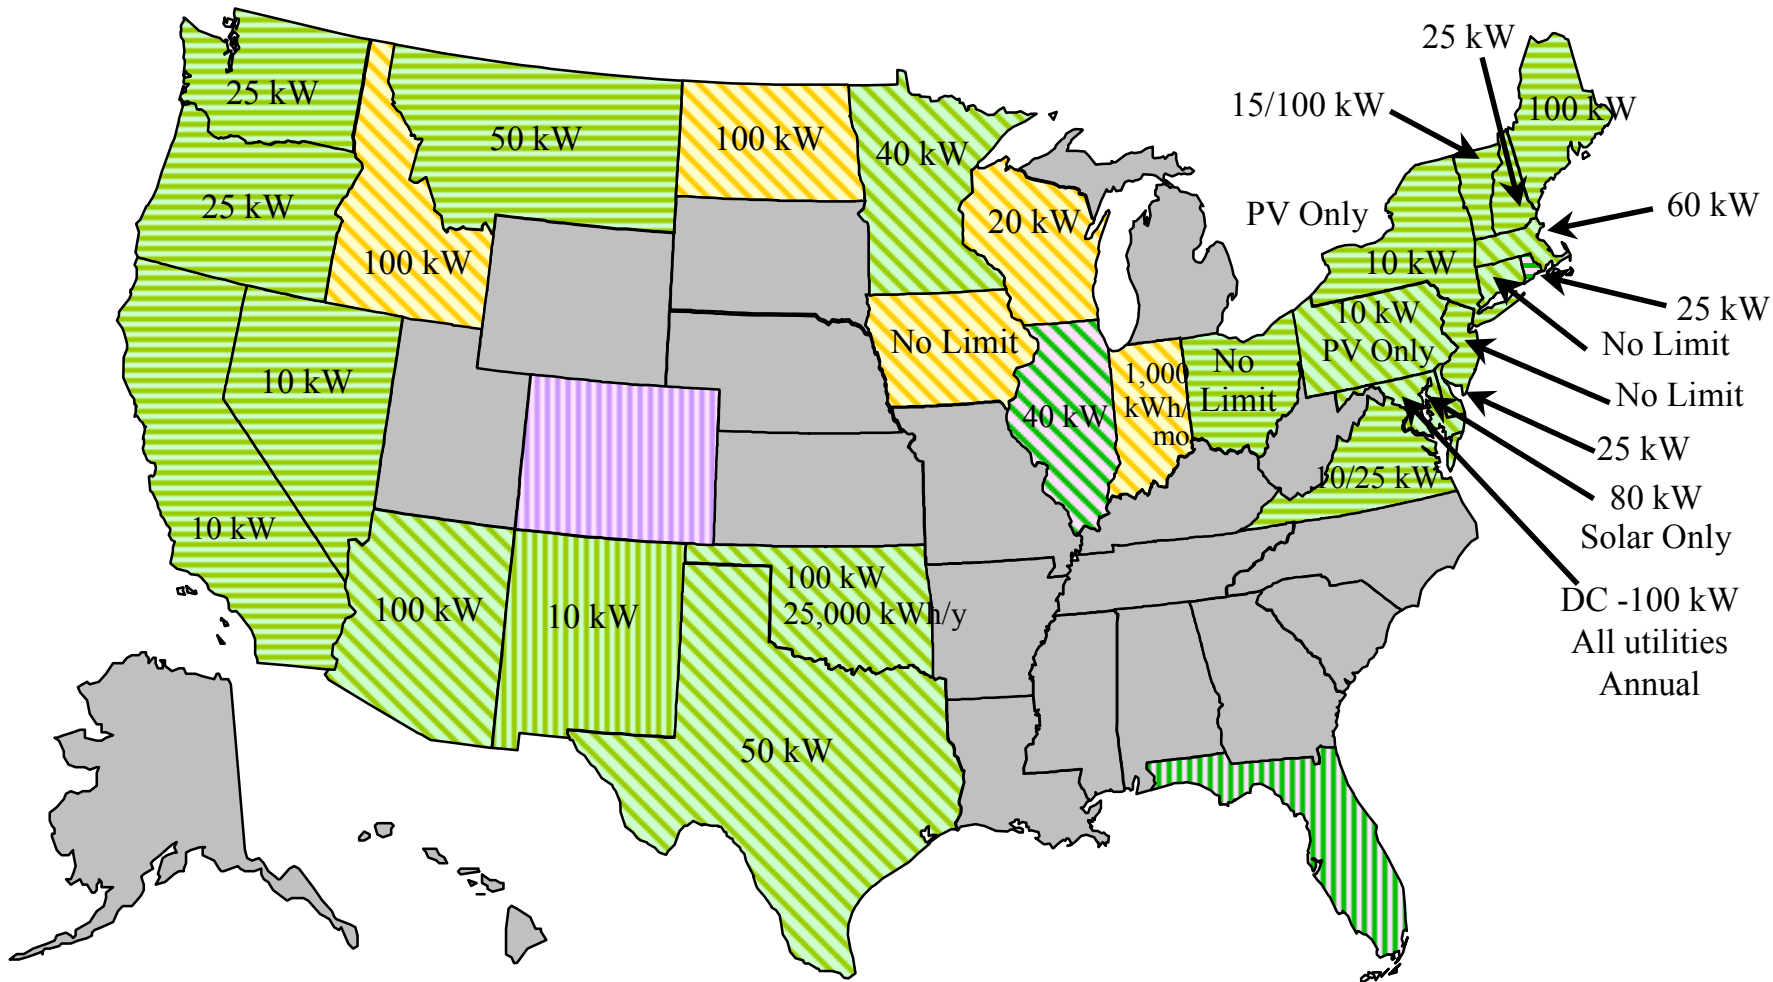 25 kW
15/100 kW
100 kW
25 kW
50 kW
100 kW
40 kW
25 kW
PV Only
20 kW
60 kW
100 kW
10 kW
25 kW
10 kW
PV Only
No Limit
No Limit
No
Limit
1,000
kWh/
mo
10 kW
40 kW
No Limit
25 kW
10/25 kW
80 kW
Solar Only
10 kW
100 kW
25,000 kWh/y
100 kW
10 kW
DC -100 kW
All utilities
Annual
50 kW